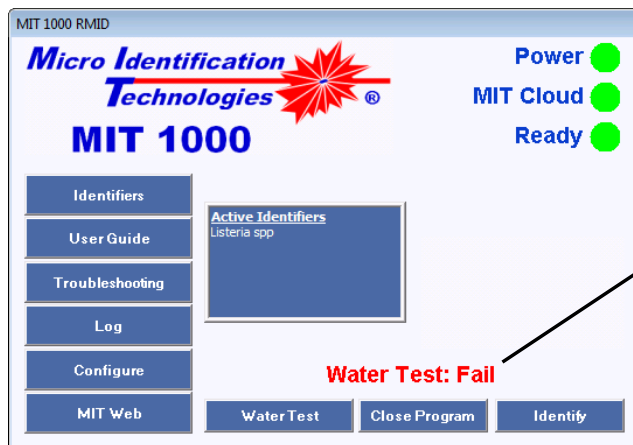 MIT 1000 RMID
Micro Identification
Technologies ®
MIT 1000
Power
MIT Cloud
Ready
Identifiers
User Guide
Troubleshooting
Log
Configure
MIT Web
Active Identifiers
Listeria spp
Water Test: Fail
Water Test
Close Program
Identify